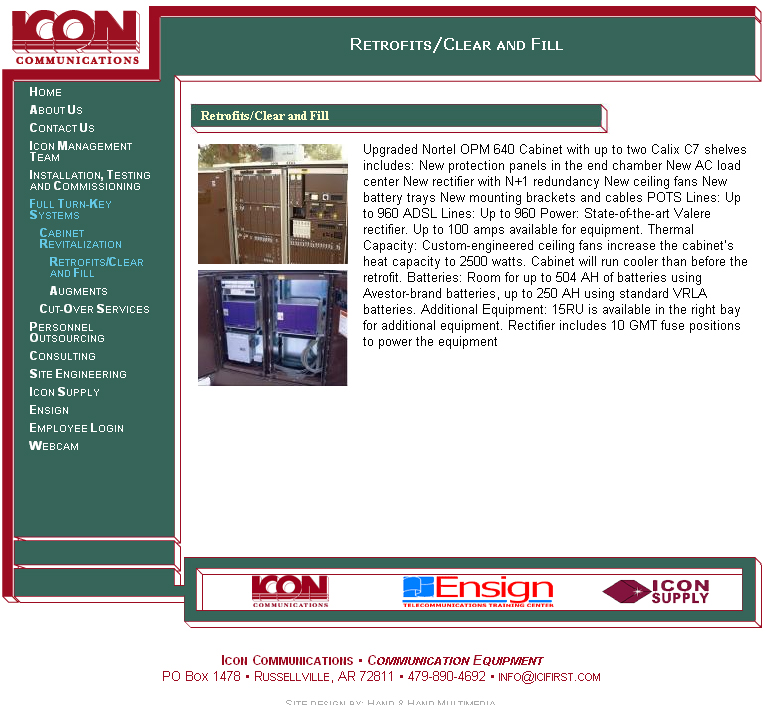 ICON
COMMUNICATIONS
Retrofits/Clear and Fill
Home
About Us
Contact Us
Icon Management
Team
Installation, Testing
and Commissioning
Full Turn-Key
Systems
Cabinet
Revitalization
Retrofits/Clear
and Fill
Augments
Cut-Over Services
Personnel
Outsourcing
Consulting
Site Engineering
Icon Supply
Ensign
Employee Login
Webcam
Retrofits/Clear and Fill
Upgraded Nortel OPM 640 Cabinet with up to two Calix C7 shelves
includes: New protection panels in the end chamber New AC load
center New rectifier with N+1 redundancy New ceiling fans New
battery trays New mounting brackets and cables POTS Lines: Up
to 960 ADSL Lines: Up to 960 Power: State-of-the-art Valere
rectifier. Up to 100 amps available for equipment. Thermal
Capacity: Custom-engineered ceiling fans increase the cabinet's
heat capacity to 2500 watts. Cabinet will run cooler than before the
retrofit. Batteries: Room for up to 504 AH of batteries using
Avestor-brand batteries, up to 250 AH using standard VRLA
batteries. Additional Equipment: 15RU is available in the right bay
for additional equipment. Rectifier includes 10 GMT fuse positions
to power the equipment
ICON
COMMUNICATIONS
Ensign
TELECOMMUNICATIONS TRAINING CENTER
ICON
SUPPLY
Icon Communications • Communication Equipment
PO Box 1478 • Russellville, AR 72811 • 479-890-4692 • info@icifirst.com
Site design by: Hand & Hand Multimedia